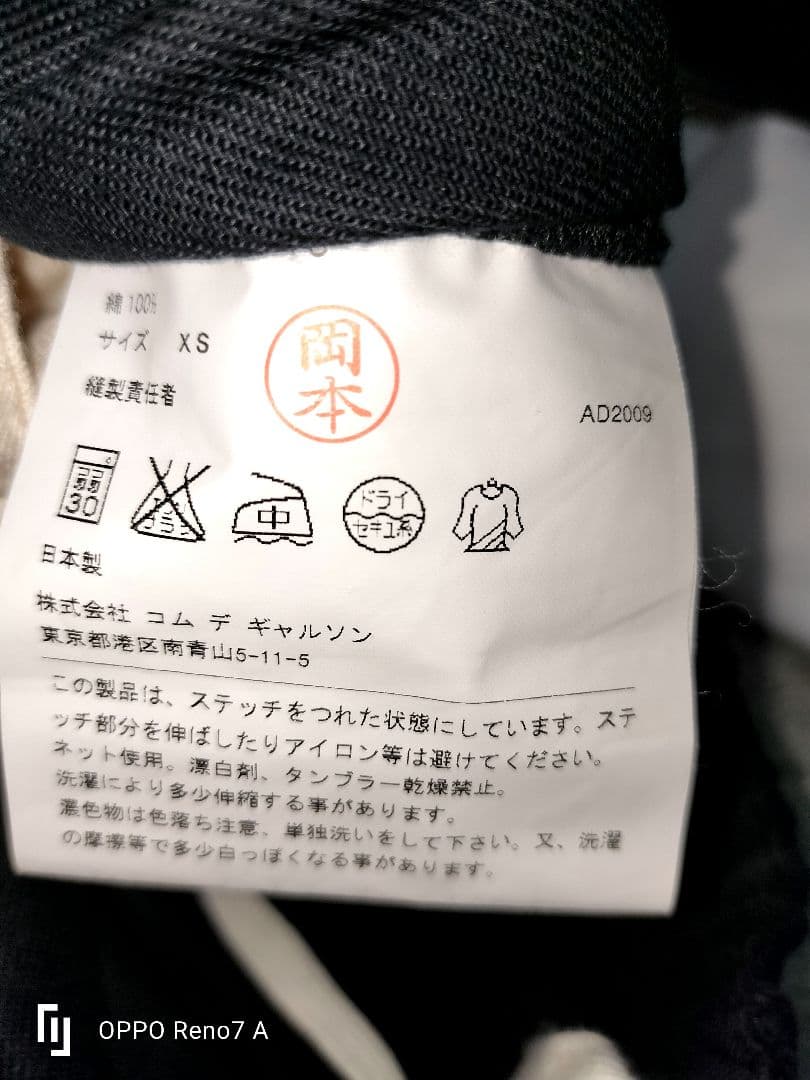 綿 100%
サイズ XS
縫製責任者
岡本
AD2009
弱
30
エンソ
サラシ
中
ドライ
セキユ系
日本製
株式会社 コム デ ギャルソン
東京都港区南青山5-11-5
この製品は、ステッチをつれた状態にしています。ステ
ッチ部分を伸ばしたりアイロン等は避けてください。
ネット使用。漂白剤、タンブラー乾燥禁止。
洗濯により多少伸縮する事があります。
濃色物は色落ち注意、単独洗いをして下さい。又、洗濯
の摩擦等で多少白っぽくなる事があります。
OPPO Reno7 A